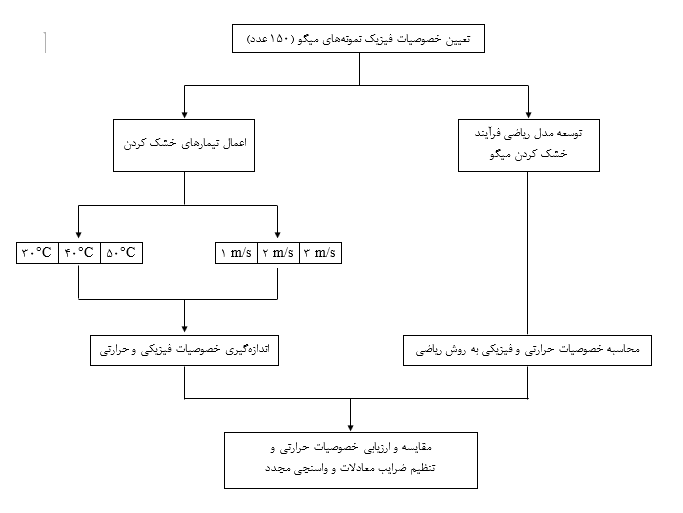 تعیین خصوصیات فیزیک نمونه‌های میگو (۱۵۰ عدد)
توسعه مدل ریاضی فرآیند
خشک کردن میگو
اعمال تیمارهای خشک کردن
۳۰°C ۴۰°C ۵۰°C
۱ m/s ۲ m/s ۳ m/s
محاسبه خصوصیات حرارتی و فیزیکی به روش ریاضی
اندازه‌گیری خصوصیات فیزیکی و حرارتی
مقایسه و ارزیابی خصوصیات حرارتی و
تنظیم ضرایب معادلات و واسنجی مجدد